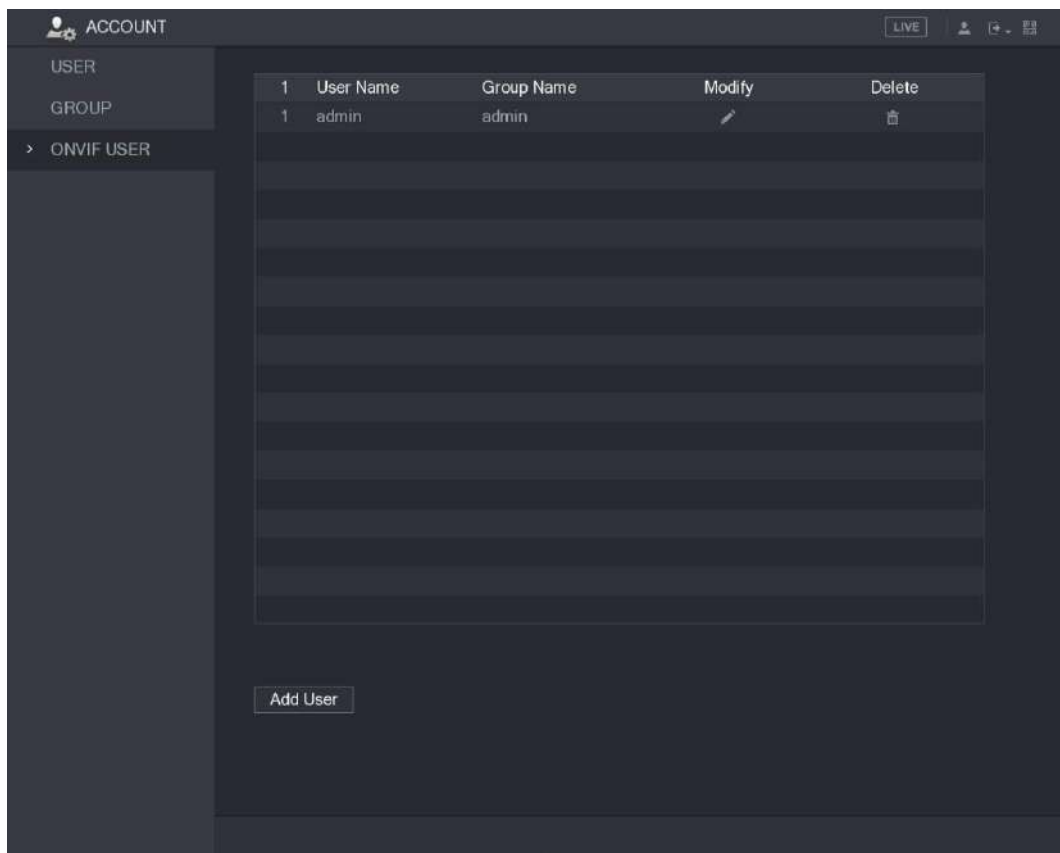 ACCOUNT LIVE
USER
GROUP
ONVIF USER
1 User Name Group Name Modify Delete
1 admin admin
Add User